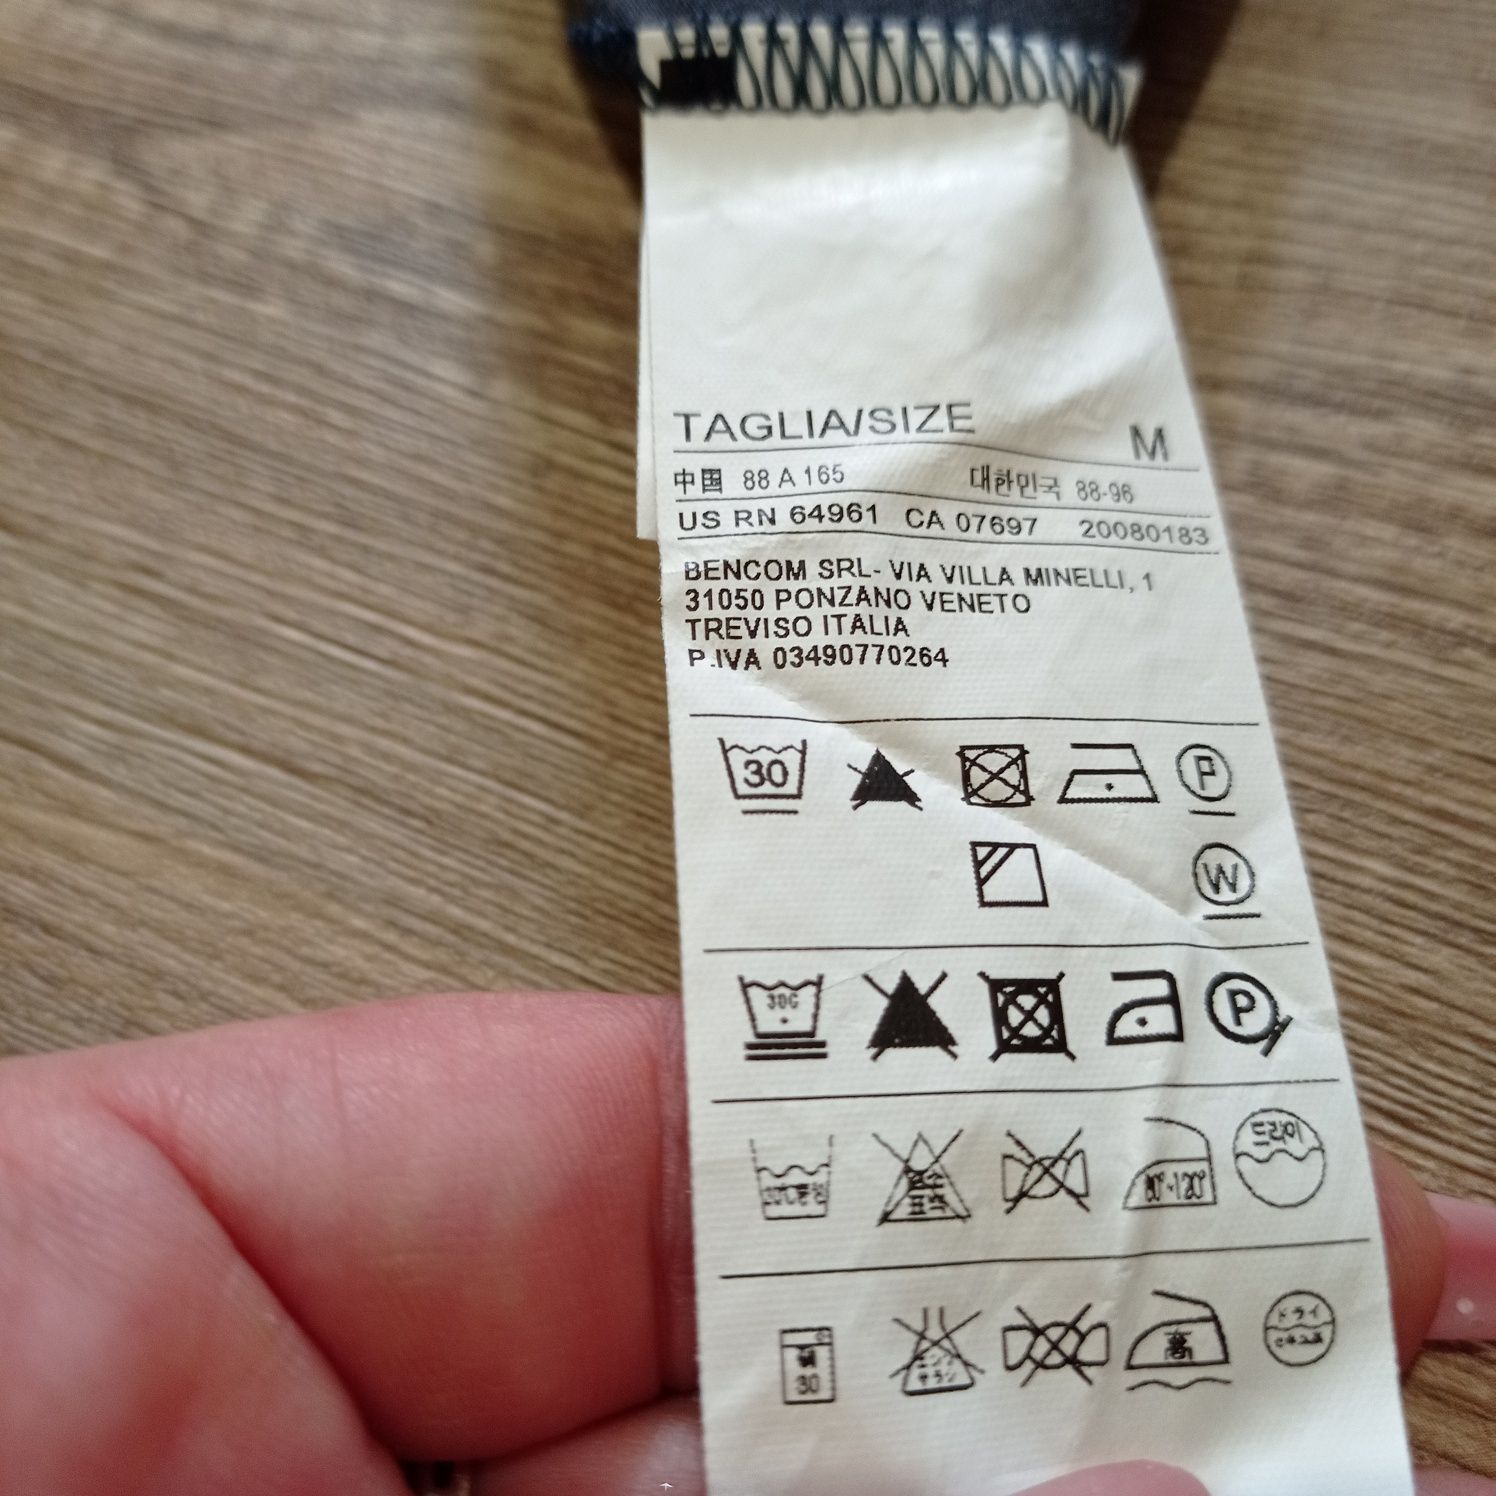 TAGLIA/SIZE M
中国 88 A 165 대한민국 88-96
US RN 64961 CA 07697 20080183
BENCOM SRL- VIA VILLA MINELLI, 1
31050 PONZANO VENETO
TREVISO ITALIA
P.IVA 03490770264
30 P
W
30C P
80°-120° 드라이
30 高 ドライ